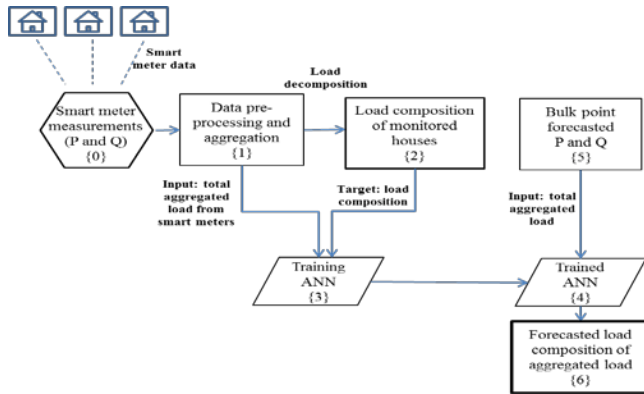 Smart
meter data
Smart meter
measurements
(P and Q)
{0}
Data pre-
processing and
aggregation
{1}
Load
decomposition
Load composition
of monitored
houses
{2}
Bulk point
forecasted
P and Q
{5}
Input: total
aggregated
load from
smart meters
Target: load
composition
Input: total
aggregated
load
Training
ANN
{3}
Trained
ANN
{4}
Forecasted load
composition of
aggregated load
{6}